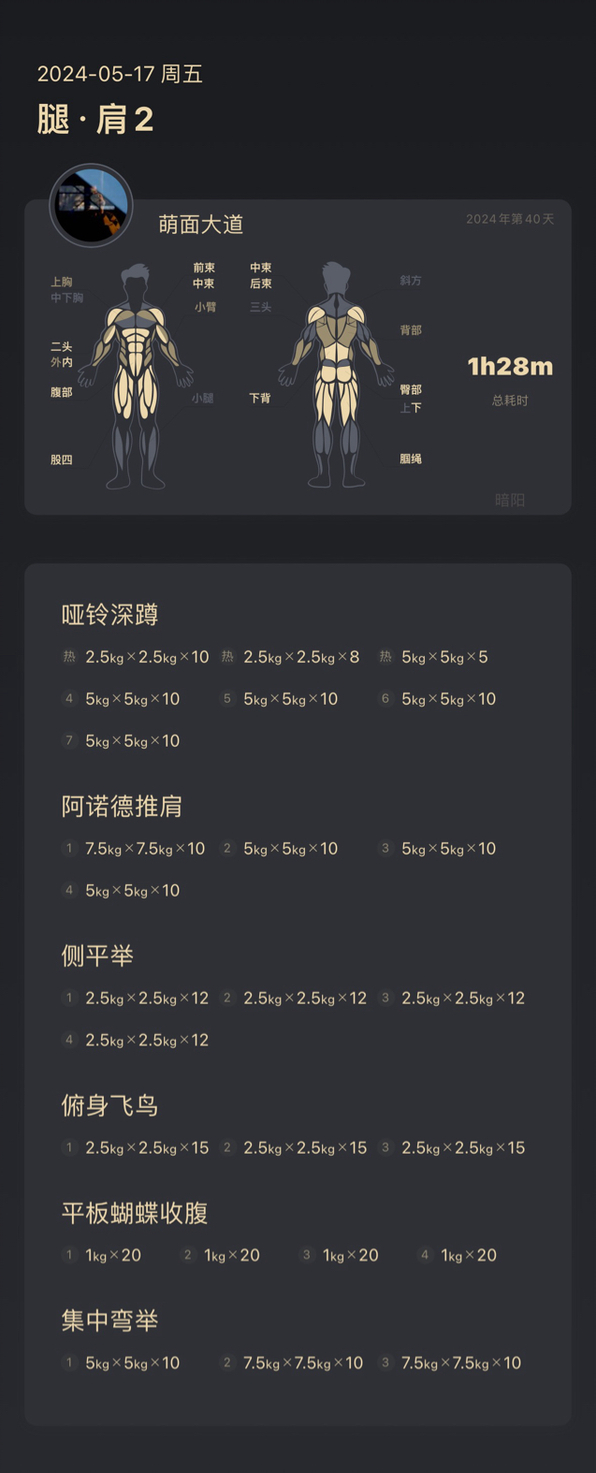 2024-05-17 周五
腿·肩2
萌面大道
2024年第40天
上胸
中下胸
前束
中束
小臂
中束
后束
三头
斜方
背部
二头
外内
腹部
小腿
下背
臀部
上下
股四
腘绳
1h28m
总耗时
暗阳
哑铃深蹲
热 2.5kg×2.5kg×10 热 2.5kg×2.5kg×8 热 5kg×5kg×5
4 5kg×5kg×10 5 5kg×5kg×10 6 5kg×5kg×10
7 5kg×5kg×10
阿诺德推肩
1 7.5kg×7.5kg×10 2 5kg×5kg×10 3 5kg×5kg×10
4 5kg×5kg×10
侧平举
1 2.5kg×2.5kg×12 2 2.5kg×2.5kg×12 3 2.5kg×2.5kg×12
4 2.5kg×2.5kg×12
俯身飞鸟
1 2.5kg×2.5kg×15 2 2.5kg×2.5kg×15 3 2.5kg×2.5kg×15
平板蝴蝶收腹
1 1kg×20 2 1kg×20 3 1kg×20 4 1kg×20
集中弯举
1 5kg×5kg×10 2 7.5kg×7.5kg×10 3 7.5kg×7.5kg×10